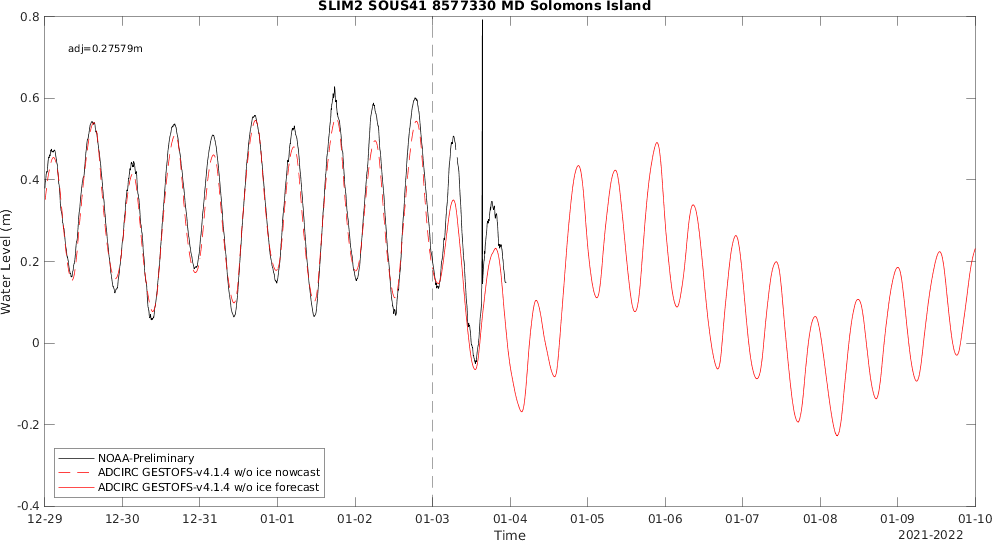 SLIM2 SOUS41 8577330 MD Solomons Island
adj=0.27579m
0.8
0.6
0.4
0.2
0
-0.2
-0.4
Water Level (m)
NOAA-Preliminary
ADCIRC GESTOFS-v4.1.4 w/o ice nowcast
ADCIRC GESTOFS-v4.1.4 w/o ice forecast
12-29 12-30 12-31 01-01 01-02 01-03 01-04 01-05 01-06 01-07 01-08 01-09 01-10
Time
2021-2022